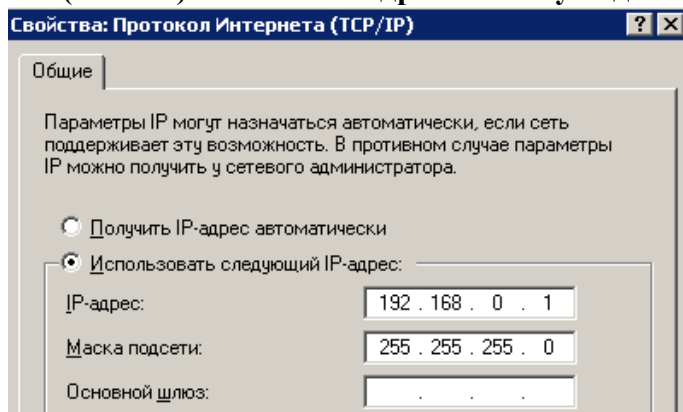 Свойства: Протокол Интернета (TCP/IP)
Общие
Параметры IP могут назначаться автоматически, если сеть
поддерживает эту возможность. В противном случае параметры
IP можно получить у сетевого администратора.
Получить IP-адрес автоматически
Использовать следующий IP-адрес:
IP-адрес: 192 . 168 . 0 . 1
Маска подсети: 255 . 255 . 255 . 0
Основной шлюз: . . .